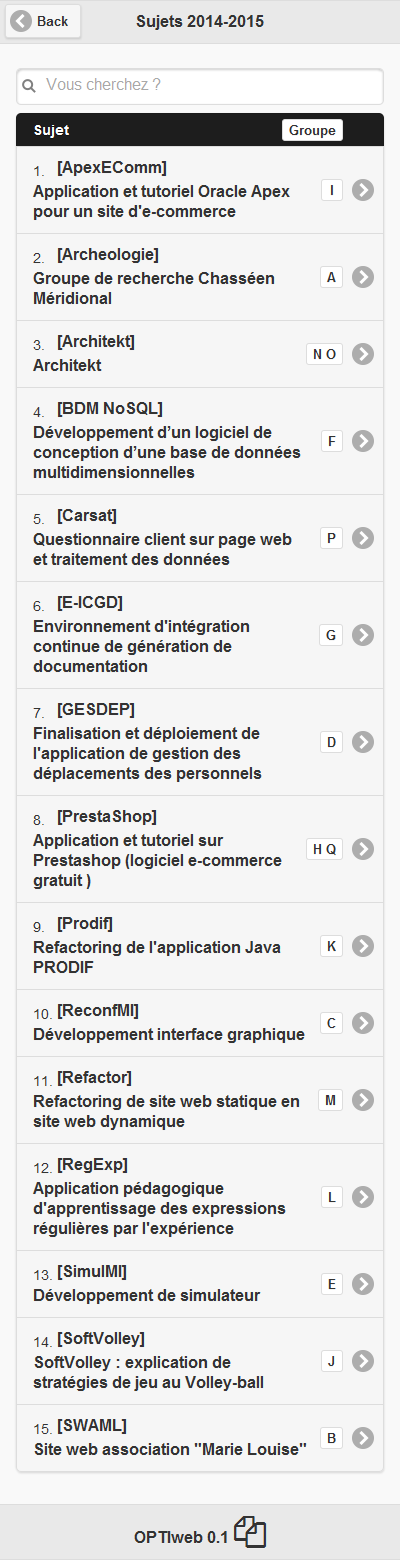 Back
Sujets 2014-2015
Vous cherchez ?
Sujet Groupe
1. [ApexEComm]
Application et tutoriel Oracle Apex
pour un site d'e-commerce
I
2. [Archeologie]
Groupe de recherche Chasséen
Méridional
A
3. [Architekt]
Architekt
N O
4. [BDM NoSQL]
Développement d’un logiciel de
conception d’une base de données
multidimensionnelles
F
5. [Carsat]
Questionnaire client sur page web
et traitement des données
P
6. [E-ICGD]
Environnement d'intégration
continue de génération de
documentation
G
7. [GESDEP]
Finalisation et déploiement de
l'application de gestion des
déplacements des personnels
D
8. [PrestaShop]
Application et tutoriel sur
Prestashop (logiciel e-commerce
gratuit )
H Q
9. [Prodif]
Refactoring de l'application Java
PRODIF
K
10. [ReconfMI]
Développement interface graphique
C
11. [Refactor]
Refactoring de site web statique en
site web dynamique
M
12. [RegExp]
Application pédagogique
d'apprentissage des expressions
régulières par l'expérience
L
13. [SimulMI]
Développement de simulateur
E
14. [SoftVolley]
SoftVolley : explication de
stratégies de jeu au Volley-ball
J
15. [SWAML]
Site web association "Marie Louise"
B
OPTIweb 0.1